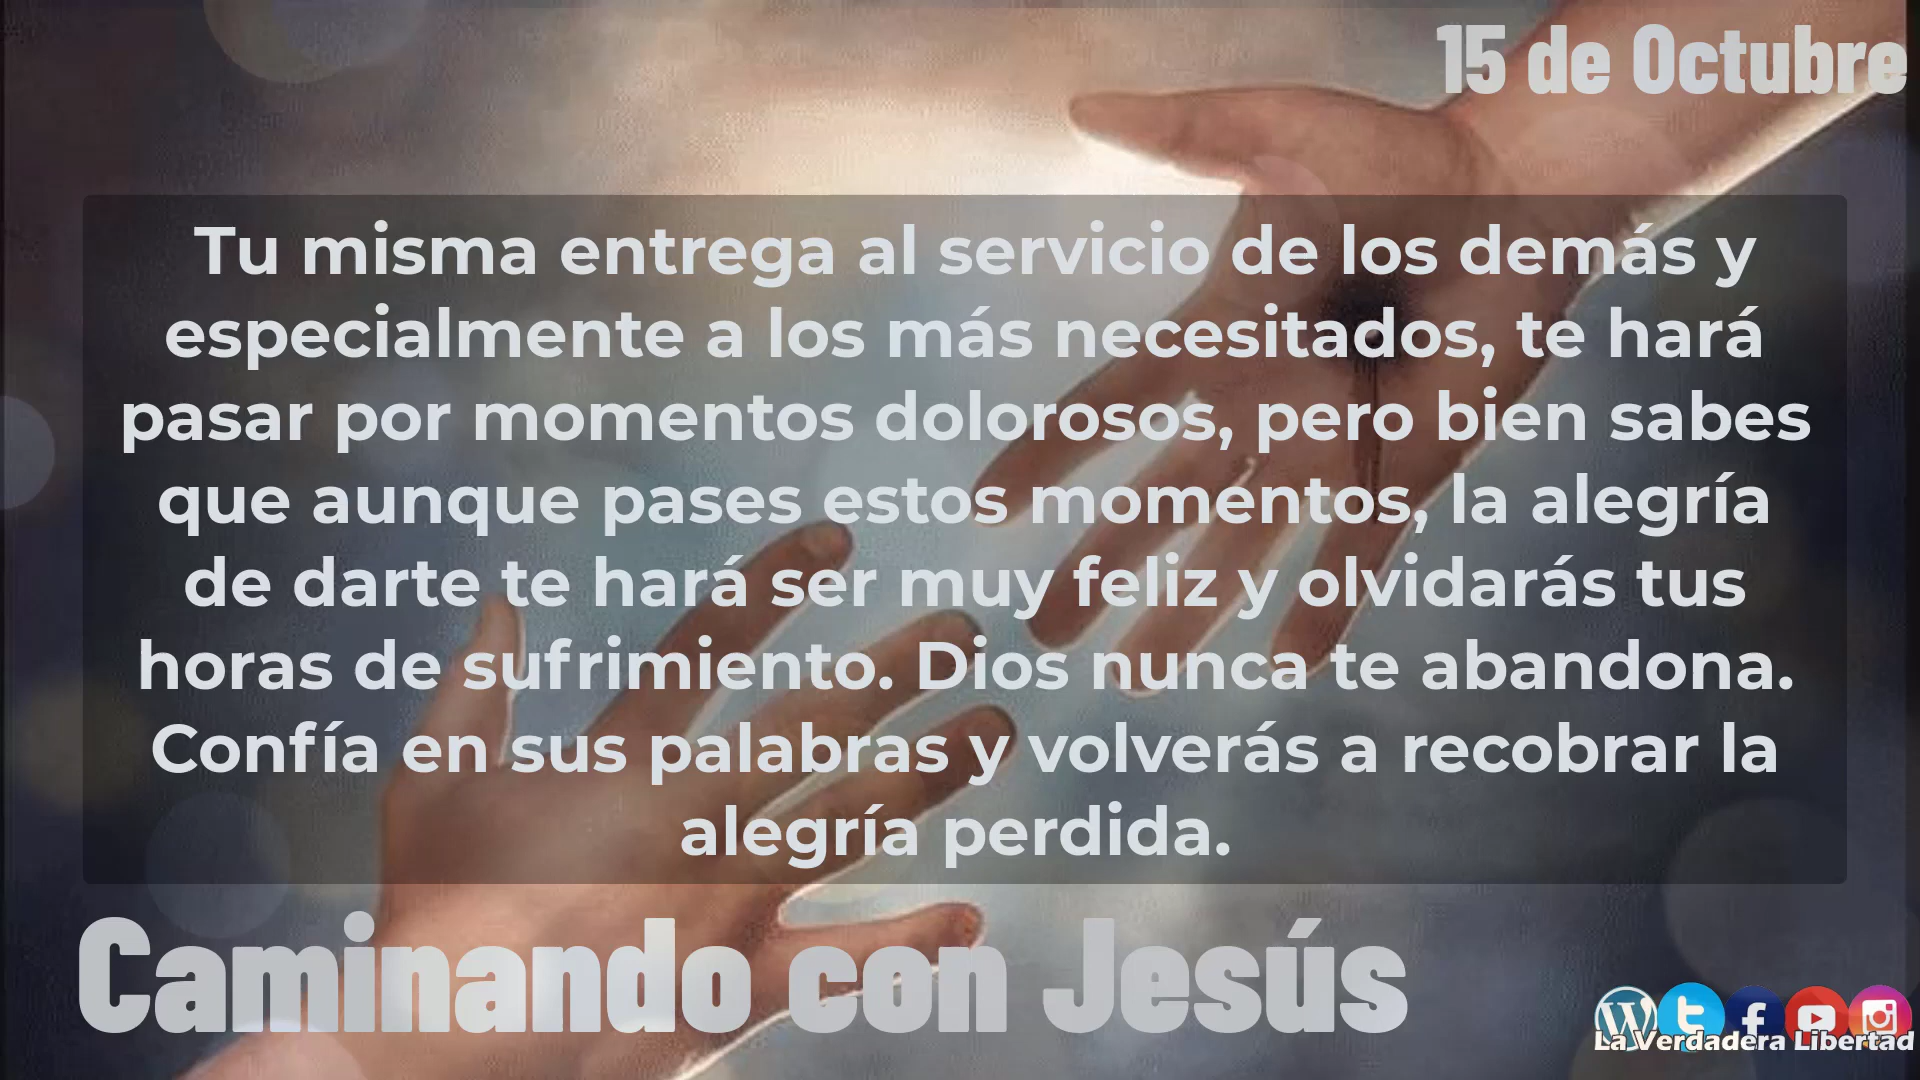 15 de Octubre
Tu misma entrega al servicio de los demás y
especialmente a los más necesitados, te hará
pasar por momentos dolorosos, pero bien sabes
que aunque pases estos momentos, la alegría
de darte te hará ser muy feliz y olvidarás tus
horas de sufrimiento. Dios nunca te abandona.
Confía en sus palabras y volverás a recobrar la
alegría perdida.
Caminando con Jesús
La Verdadera Libertad